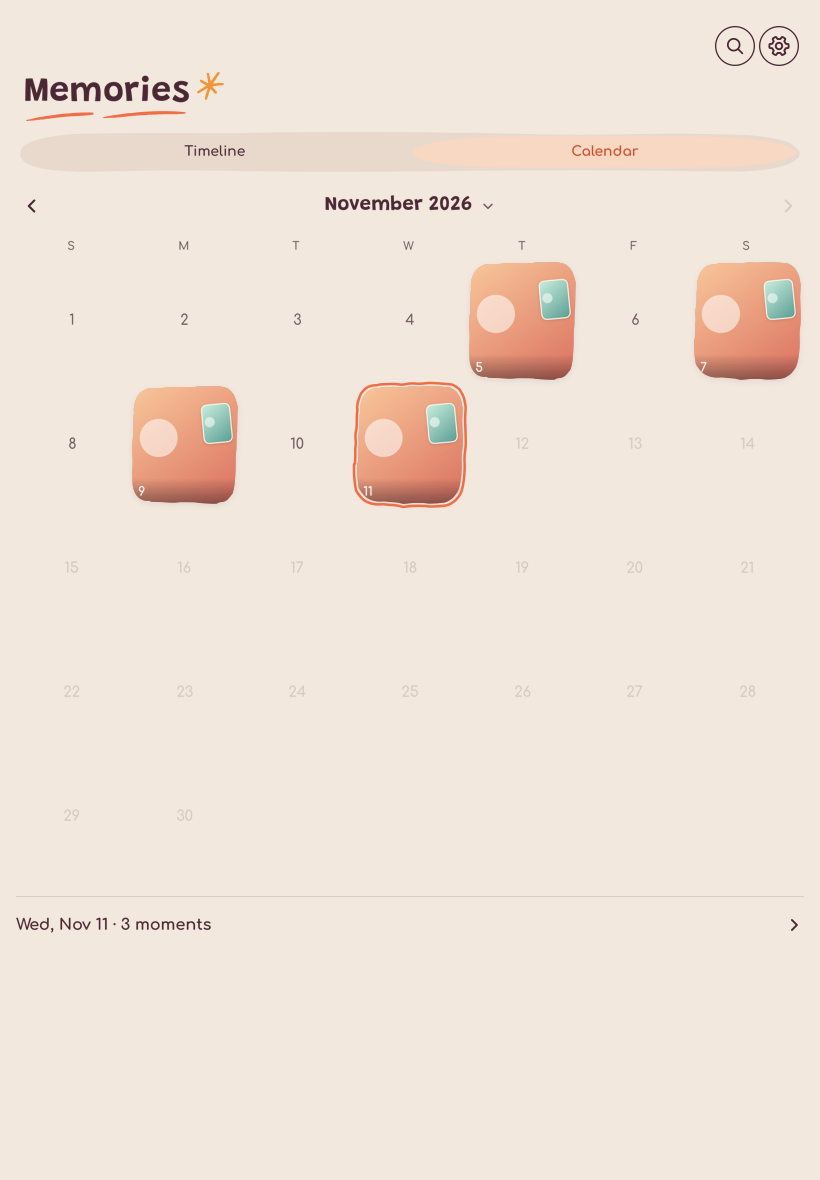 Memories
Timeline Calendar
November 2026
S M T W T F S
1 2 3 4 5 6 7
8 9 10 11 12 13 14
15 16 17 18 19 20 21
22 23 24 25 26 27 28
29 30
Wed, Nov 11 · 3 moments